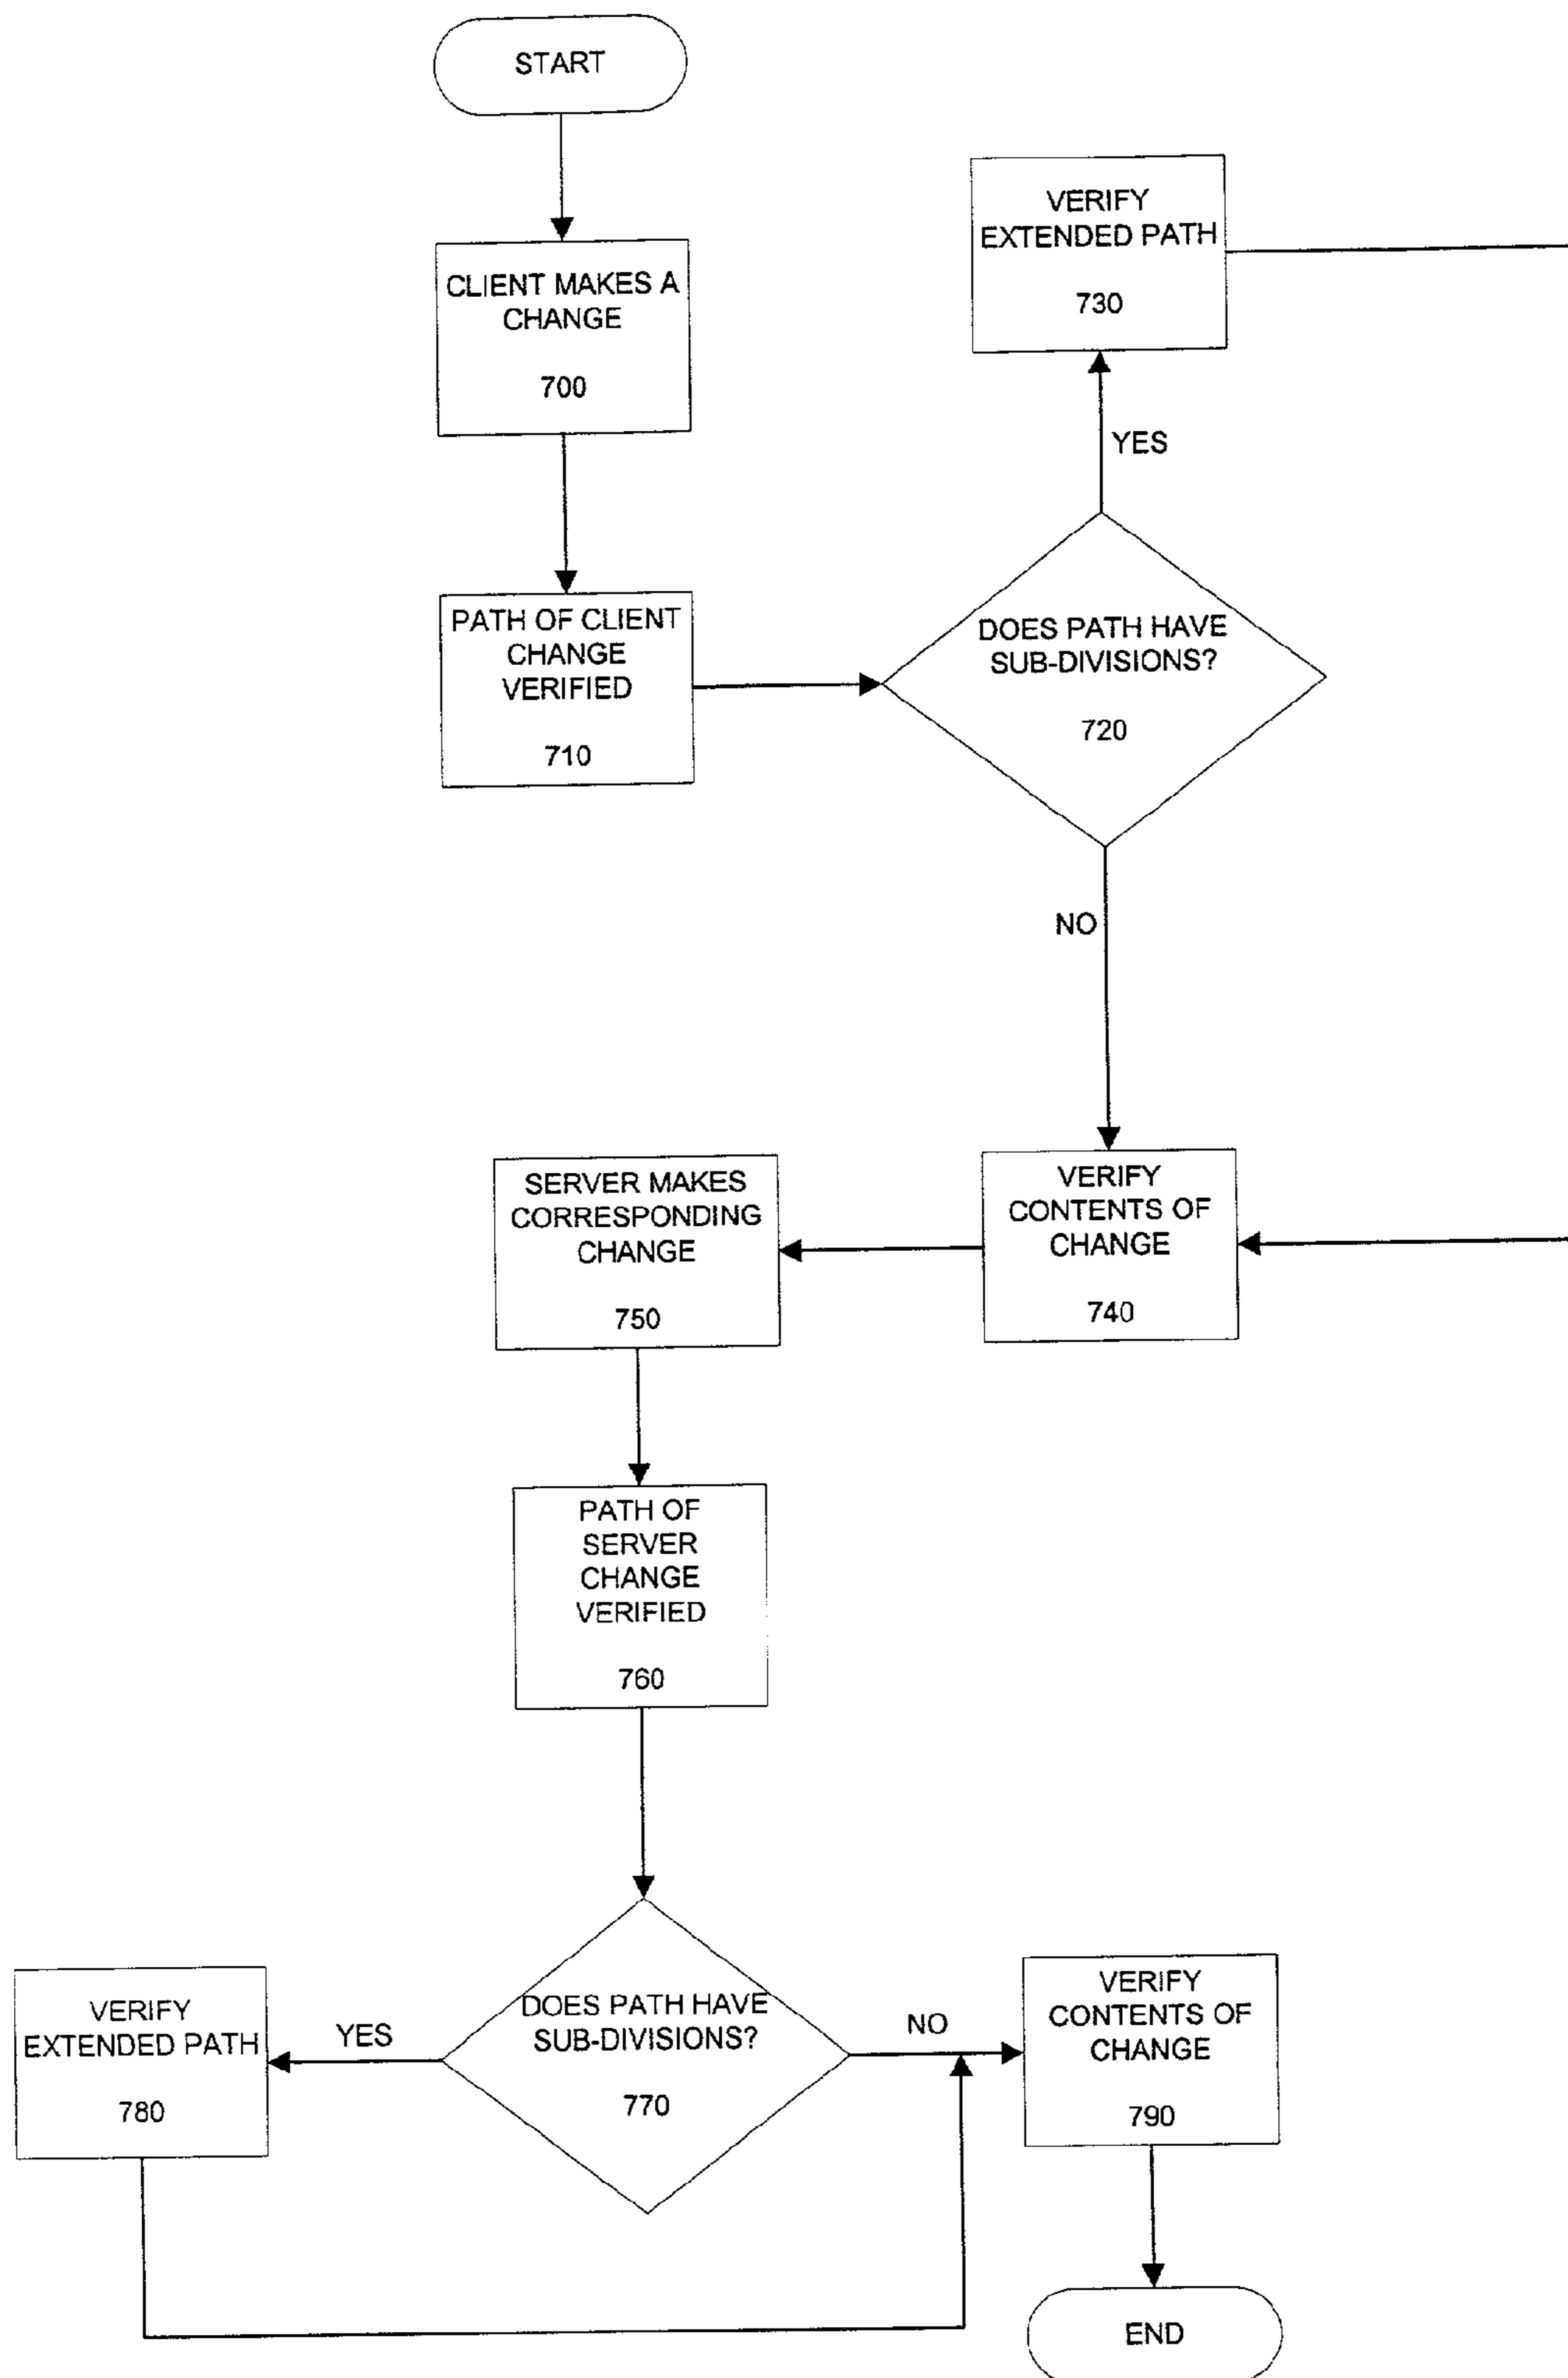 START
CLIENT MAKES A
CHANGE
700
VERIFY
EXTENDED PATH
730
YES
PATH OF CLIENT
CHANGE
VERIFIED
710
DOES PATH HAVE
SUB-DIVISIONS?
720
NO
VERIFY
CONTENTS OF
CHANGE
740
SERVER MAKES
CORRESPONDING
CHANGE
750
PATH OF
SERVER
CHANGE
VERIFIED
760
DOES PATH HAVE
SUB-DIVISIONS?
770
YES
VERIFY
EXTENDED PATH
780
NO
VERIFY
CONTENTS OF
CHANGE
790
END